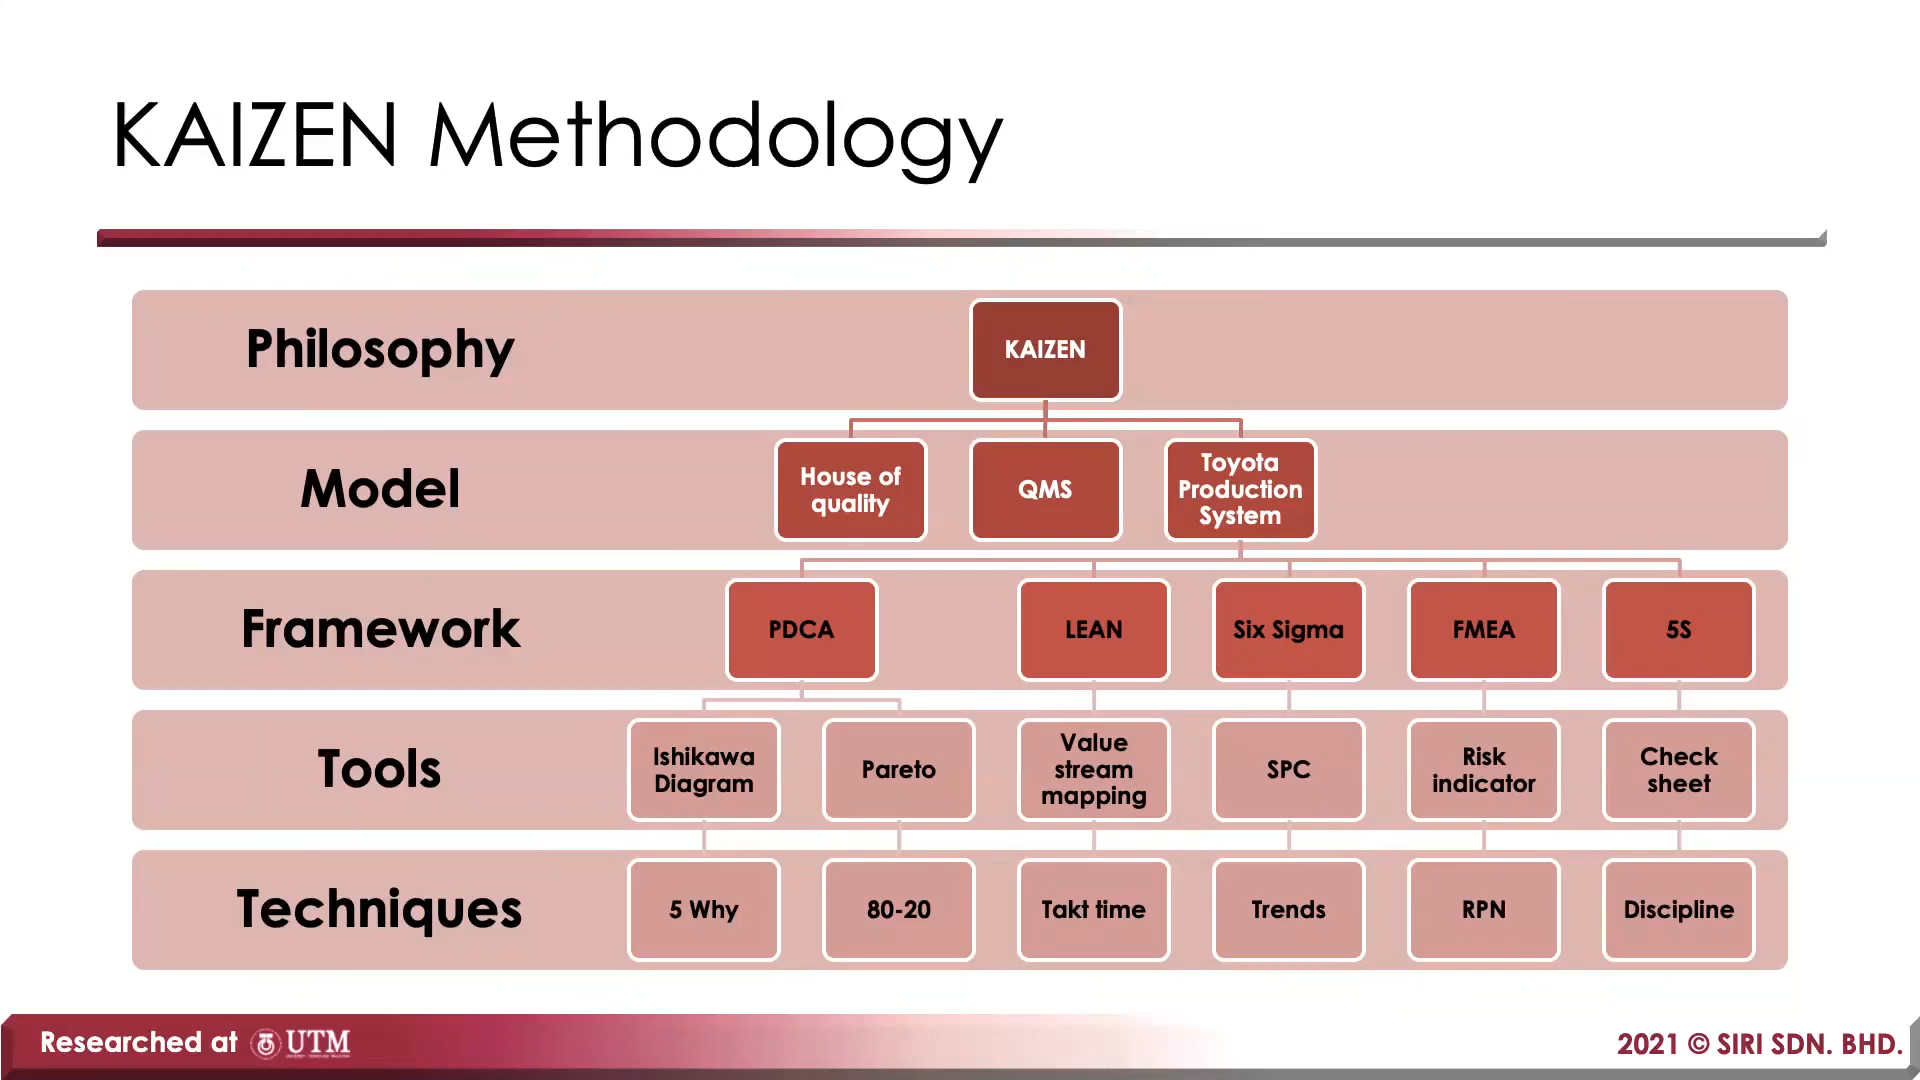 KAIZEN Methodology
Philosophy
KAIZEN
Model
House of
quality
QMS
Toyota
Production
System
Framework
PDCA
LEAN
Six Sigma
FMEA
5S
Tools
Ishikawa
Diagram
Pareto
Value
stream
mapping
SPC
Risk
indicator
Check
sheet
Techniques
5 Why
80-20
Takt time
Trends
RPN
Discipline
Researched at
UTM
2021 © SIRI SDN. BHD.